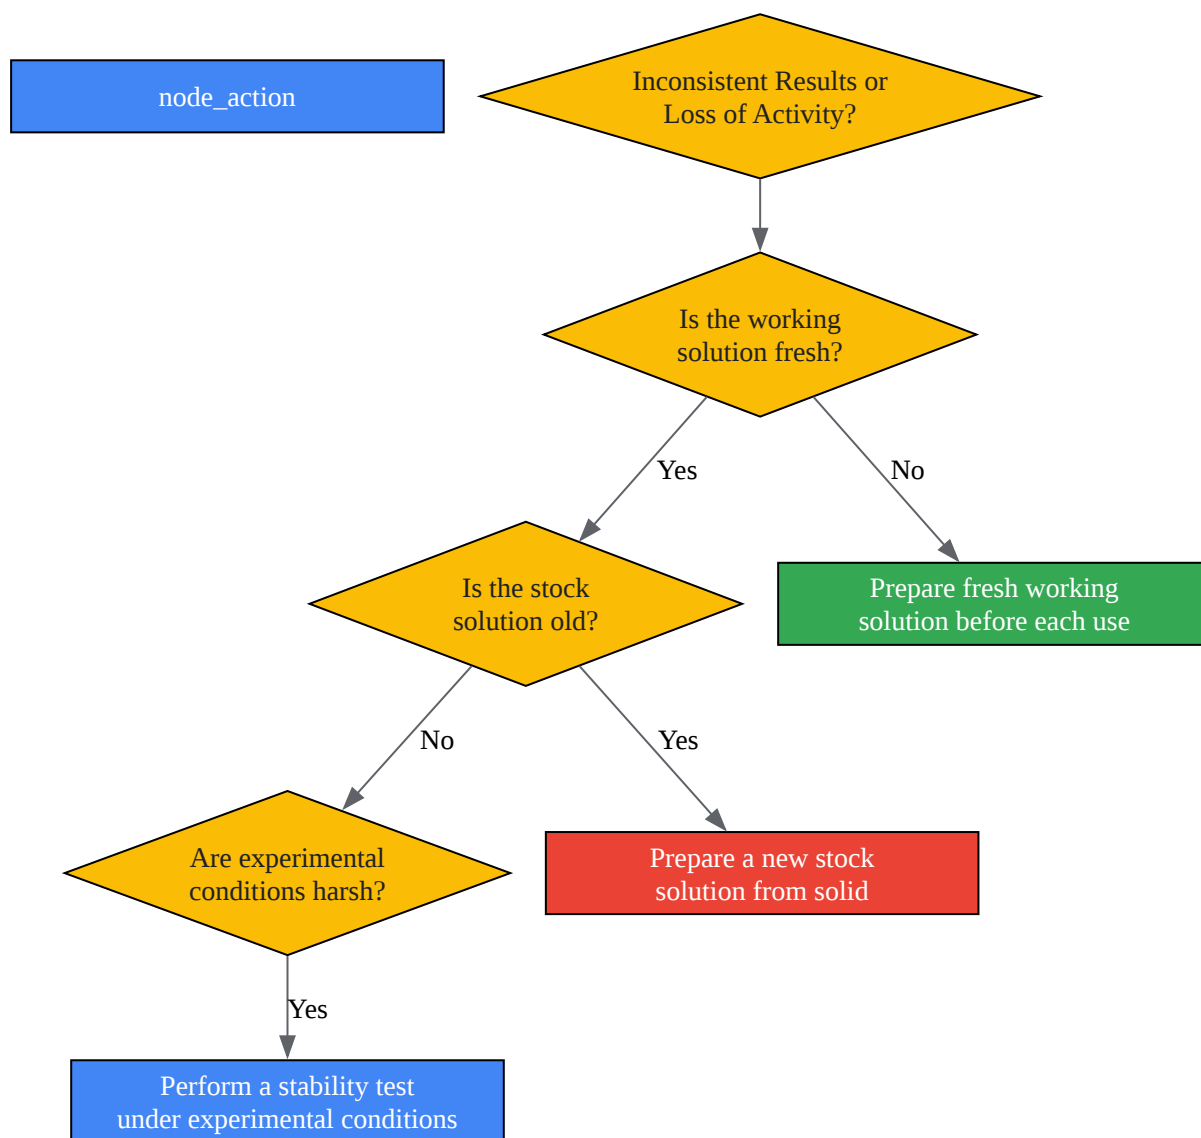 node_action
Inconsistent Results or
Loss of Activity?
Is the working
solution fresh?
Yes
No
Is the stock
solution old?
Prepare fresh working
solution before each use
No
Yes
Are experimental
conditions harsh?
Prepare a new stock
solution from solid
Yes
Perform a stability test
under experimental conditions